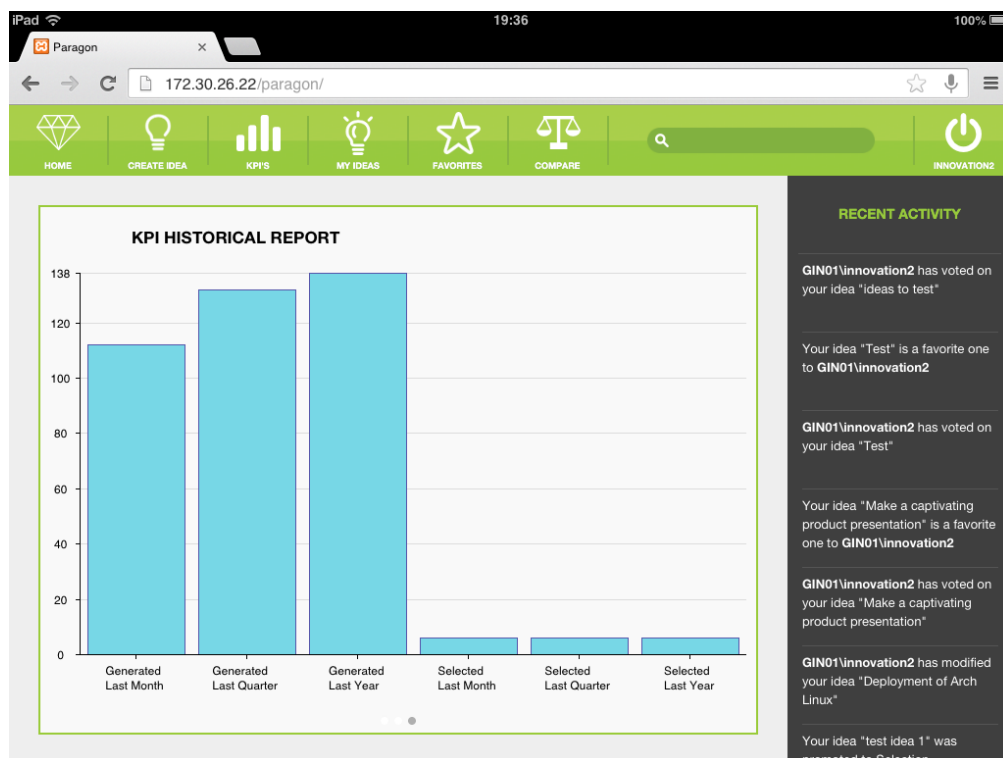 iPad 19:36 100%
Paragon
172.30.26.22/paragon/
HOME CREATE IDEA KPI'S MY IDEAS FAVORITES COMPARE INNOVATION2
KPI HISTORICAL REPORT
138
120
100
80
60
40
20
0
Generated
Last Month
Generated
Last Quarter
Generated
Last Year
Selected
Last Month
Selected
Last Quarter
Selected
Last Year
RECENT ACTIVITY
GIN01\innovation2 has voted on
your idea "ideas to test"
Your idea "Test" is a favorite one
to GIN01\innovation2
GIN01\innovation2 has voted on
your idea "Test"
Your idea "Make a captivating
product presentation" is a favorite
one to GIN01\innovation2
GIN01\innovation2 has voted on
your idea "Make a captivating
product presentation"
GIN01\innovation2 has modified
your idea "Deployment of Arch
Linux"
Your idea "test idea 1" was
promoted to Selection